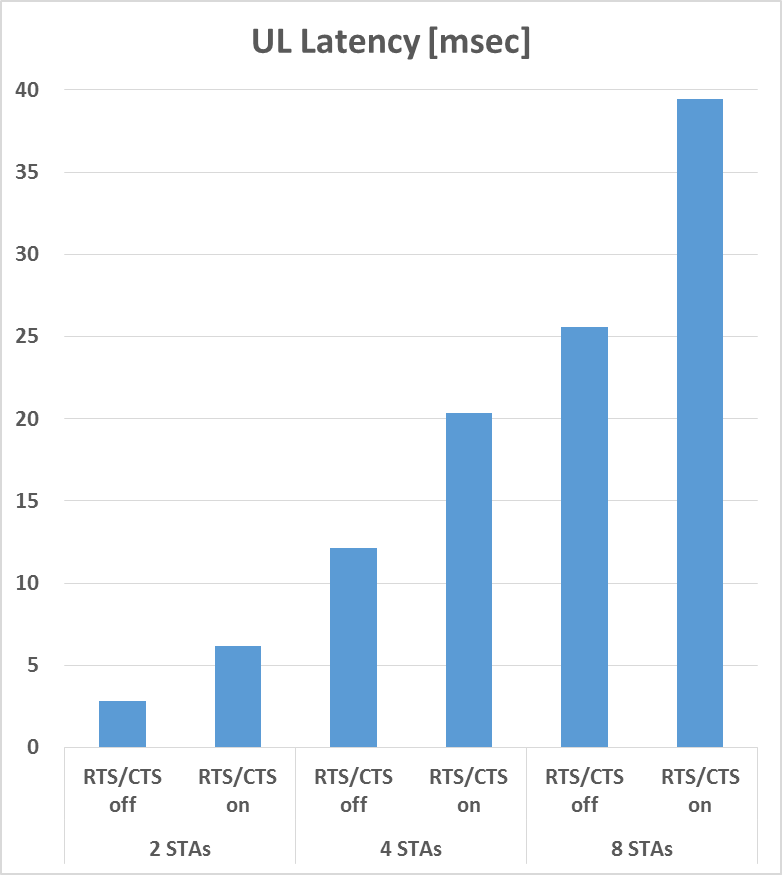 UL Latency [msec]
40
35
30
25
20
15
10
5
0
RTS/CTS off
RTS/CTS on
RTS/CTS off
RTS/CTS on
RTS/CTS off
RTS/CTS on
2 STAs
4 STAs
8 STAs